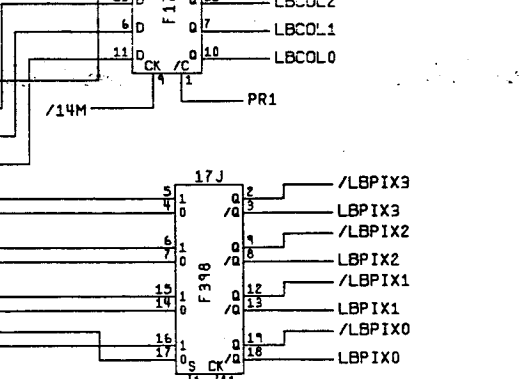 LBCOL2
D Q
6 D Q 7 LBCOL1
11 D Q 10 LBCOL0
CK /C
9 1
/14M PR1
17J
5 1 Q 2 /LBPIX3
4 0 /Q 3 LBPIX3
6 1 Q 9 /LBPIX2
7 0 /Q 8 LBPIX2
F398
15 1 Q 12 /LBPIX1
14 0 /Q 13 LBPIX1
16 1 Q 19 /LBPIX0
17 0 /Q 18 LBPIX0
S CK